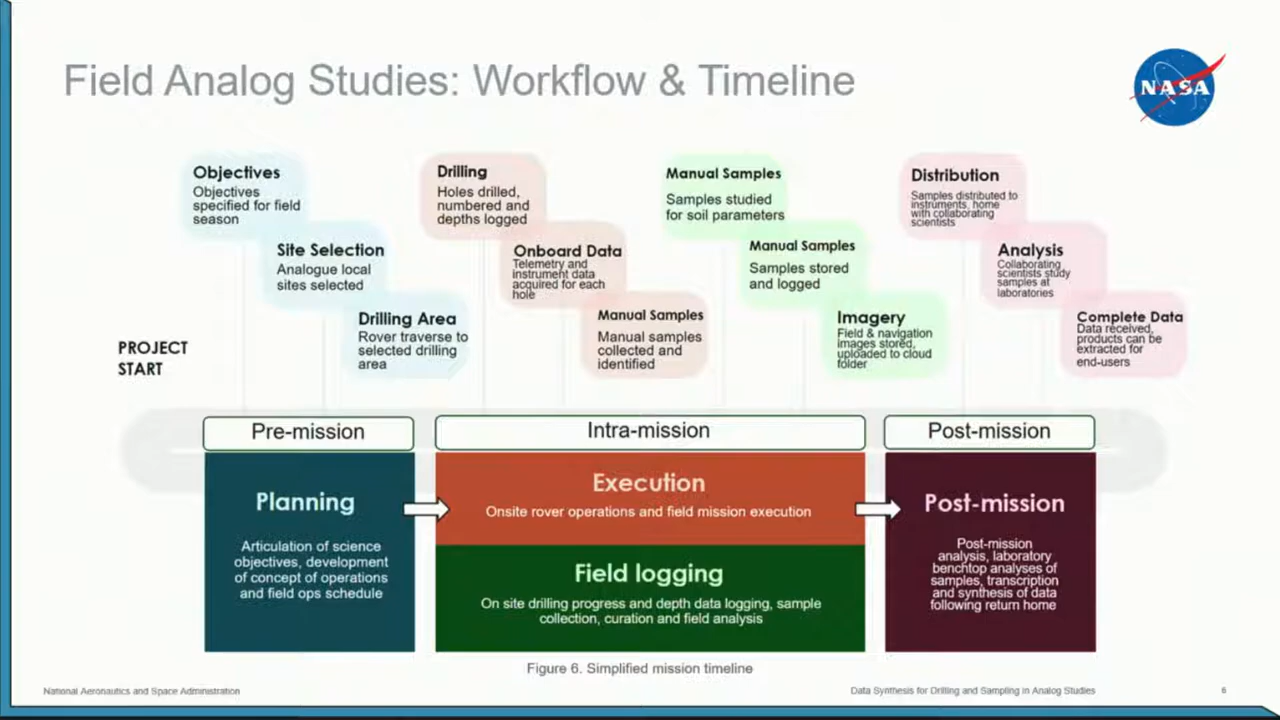 Field Analog Studies: Workflow & Timeline
NASA
Objectives
Objectives
specified for field
season
Site Selection
Analogue local
sites selected
Drilling Area
Rover traverse to
selected drilling
area
Drilling
Holes drilled,
numbered and
depths logged
Onboard Data
Telemetry and
instrument data
acquired for each
hole
Manual Samples
Manual samples
collected and
identified
Manual Samples
Samples studied
for soil parameters
Manual Samples
Samples stored
and logged
Imagery
Field & navigation
images stored,
uploaded to cloud
folder
Distribution
Samples distributed to
instruments, home
with collaborating
scientists
Analysis
Collaborating
scientists study
samples at
laboratories
Complete Data
Data received,
products can be
extracted for
end-users
PROJECT
START
Pre-mission
Intra-mission
Post-mission
Planning
Articulation of science
objectives, development
of concept of operations
and field ops schedule
Execution
Onsite rover operations and field mission execution
Field logging
On site drilling progress and depth data logging, sample
collection, curation and field analysis
Post-mission
Post-mission
analysis, laboratory
benchtop analyses of
samples, transcription
and synthesis of data
following return home
Figure 6. Simplified mission timeline
National Aeronautics and Space Administration
Data Synthesis for Drilling and Sampling in Analog Studies
6